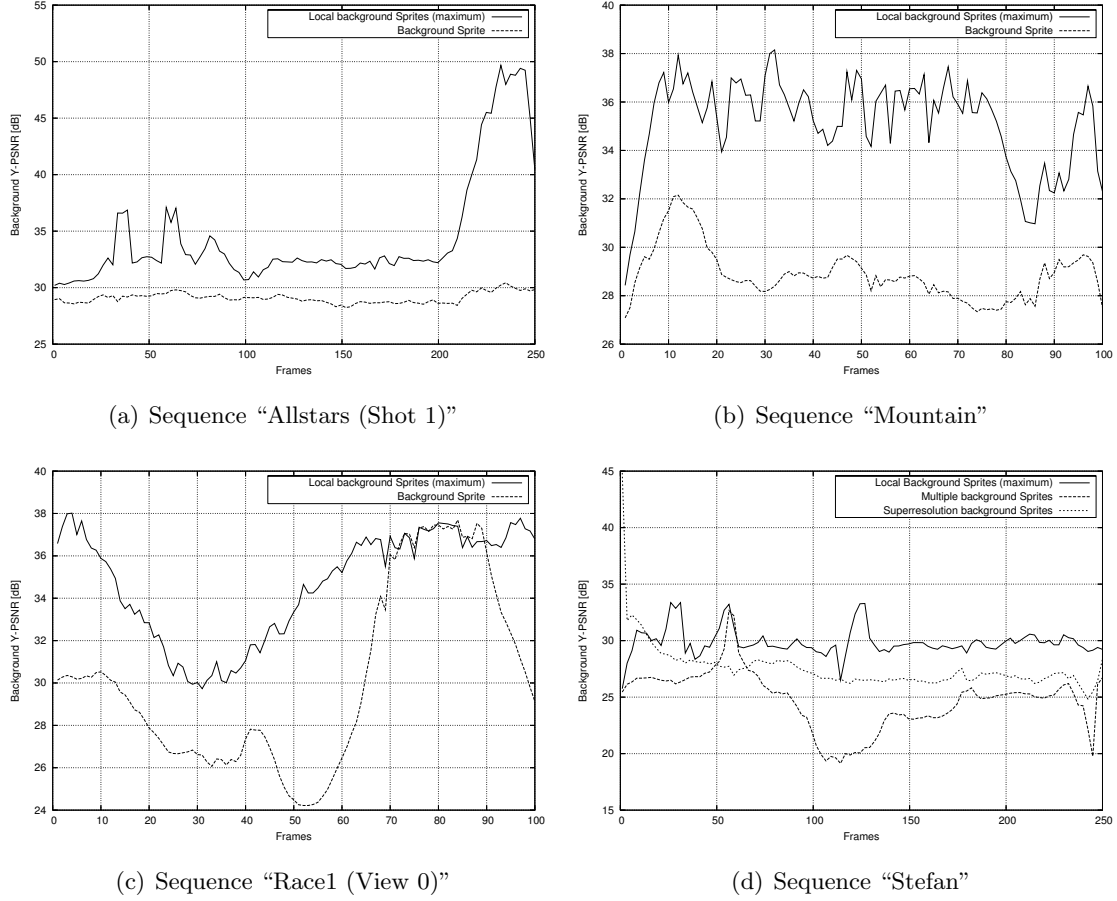 55
50
45
40
35
30
25
0 50 100 150 200 250
Background Y-PSNR [dB]
Frames
Local background Sprites (maximum)
Background Sprite
(a) Sequence “Allstars (Shot 1)”
40
38
36
34
32
30
28
26
0 10 20 30 40 50 60 70 80 90 100
Background Y-PSNR [dB]
Frames
Local background Sprites (maximum)
Background Sprite
(b) Sequence “Mountain”
40
38
36
34
32
30
28
26
24
0 10 20 30 40 50 60 70 80 90 100
Background Y-PSNR [dB]
Frames
Local background Sprites (maximum)
Background Sprite
(c) Sequence “Race1 (View 0)”
45
40
35
30
25
20
15
0 50 100 150 200 250
Background Y-PSNR [dB]
Frames
Local Background Sprites (maximum)
Multiple background Sprites
Superresolution background Sprites
(d) Sequence “Stefan”